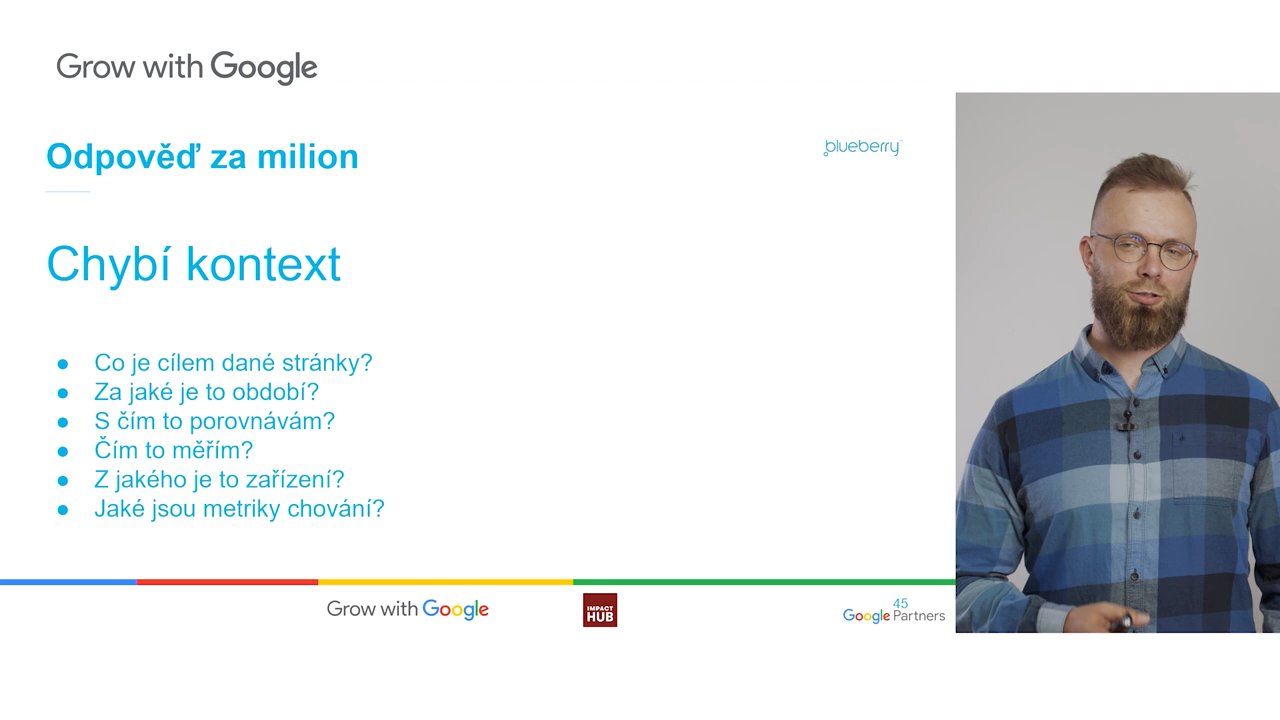 Grow with Google
Odpověď za milion
blueberry
Chybí kontext
● Co je cílem dané stránky?
● Za jaké je to období?
● S čím to porovnávám?
● Čím to měřím?
● Z jakého je to zařízení?
● Jaké jsou metriky chování?
Grow with Google
IMPACT
HUB
45
Google Partners